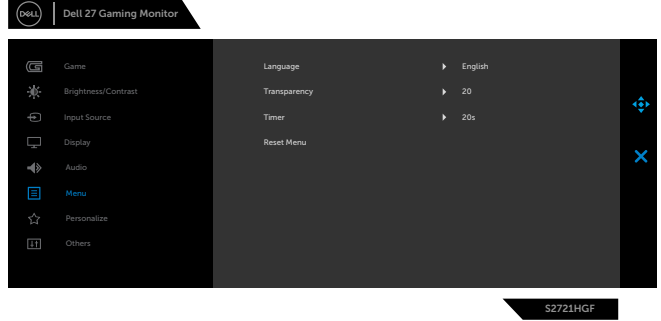 DELL
Dell 27 Gaming Monitor
Game
Brightness/Contrast
Input Source
Display
Audio
Menu
Personalize
Others
Language English
Transparency 20
Timer 20s
Reset Menu
S2721HGF